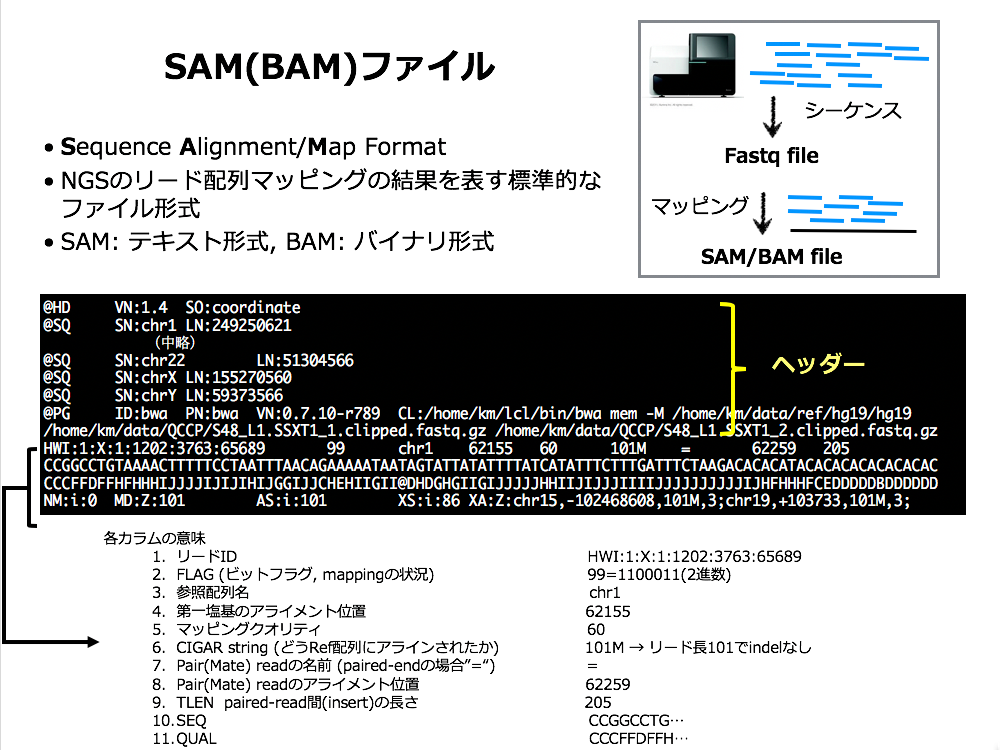 SAM(BAM)ファイル
• Sequence Alignment/Map Format
• NGSのリード配列マッピングの結果を表す標準的な
ファイル形式
• SAM: テキスト形式, BAM: バイナリ形式
シーケンス
Fastq file
マッピング
SAM/BAM file
@HD VN:1.4 SO:coordinate
@SQ SN:chr1 LN:249250621
(中略)
@SQ SN:chr22 LN:51304566
@SQ SN:chrX LN:155270560
@SQ SN:chrY LN:59373566
@PG ID:bwa PN:bwa VN:0.7.10-r789 CL:/home/km/lcl/bin/bwa mem -M /home/km/data/ref/hg19/hg19
/home/km/data/QCCP/S48_L1.SSXT1_1.clipped.fastq.gz /home/km/data/QCCP/S48_L1.SSXT1_2.clipped.fastq.gz
ヘッダー
HWI:1:X:1:1202:3763:65689 99 chr1 62155 60 101M = 62259 205
CCGGCCTGTAAAACTTTTTCCTAATTTAACAGAAAAATAATAGTATTATATTTTATCATATTTCTTTGATTTCTAAGACACACATACACACACACACACAC
CCCFFDFFHFHHHIJJJJIJIJIHIJGGIJJCHEHIIGII@DHDGHGIIGIJJJJJHHIIJIJJJIIIIJJJJJJJJJJIJHFHHHFCEDDDDDBDDDDDD
NM:i:0 MD:Z:101 AS:i:101 XS:i:86 XA:Z:chr15,-102468608,101M,3;chr19,+103733,101M,3;
各カラムの意味
1. リードID HWI:1:X:1:1202:3763:65689
2. FLAG (ビットフラグ, mappingの状況) 99=1100011(2進数)
3. 参照配列名 chr1
4. 第一塩基のアライメント位置 62155
5. マッピングクオリティ 60
6. CIGAR string (どうRef配列にアラインされたか) 101M → リード長101でindelなし
7. Pair(Mate) readの名前 (paired-endの場合”=“) =
8. Pair(Mate) readのアライメント位置 62259
9. TLEN paired-read間(insert)の長さ 205
10. SEQ CCGGCCTG…
11. QUAL CCCFFDFFH…